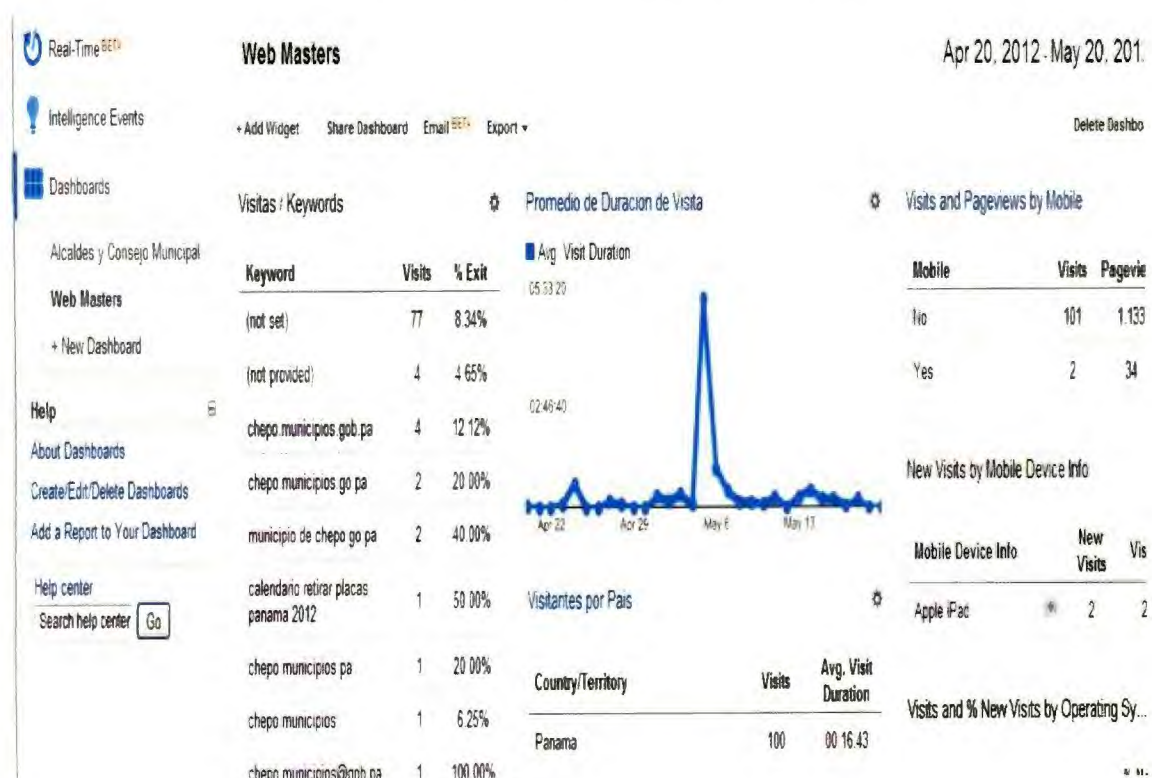 Real-Time BETA
Web Masters
Apr 20, 2012 - May 20, 201
Intelligence Events
+ Add Widget Share Dashboard Email BETA Export
Delete Dashbo
Dashboards
Alcaldes y Consejo Municipal
Web Masters
+ New Dashboard
Help
About Dashboards
Create/Edit/Delete Dashboards
Add a Report to Your Dashboard
Help center
Search help center Go
Visitas / Keywords
Keyword Visits % Exit
(not set) 77 8.34%
(not provided) 4 4.65%
chepo.municipios.gob.pa 4 12.12%
chepo municipios go pa 2 20.00%
municipio de chepo go pa 2 40.00%
calendario retirar placas
panama 2012 1 50.00%
chepo municipios pa 1 20.00%
chepo municipios 1 6.25%
chepo municipios@gob.pa 1 100.00%
Promedio de Duracion de Visita
Avg. Visit Duration
05:53:20
02:46:40
Apr 22 Apr 29 May 6 May 13
Visitantes por Pais
Country/Territory Visits Avg. Visit
Duration
Panama 100 00:16:43
Visits and Pageviews by Mobile
Mobile Visits Pagevie
No 101 1.133
Yes 2 34
New Visits by Mobile Device Info
Mobile Device Info New
Visits Vis
Apple iPad 2 2
Visits and % New Visits by Operating Sy...